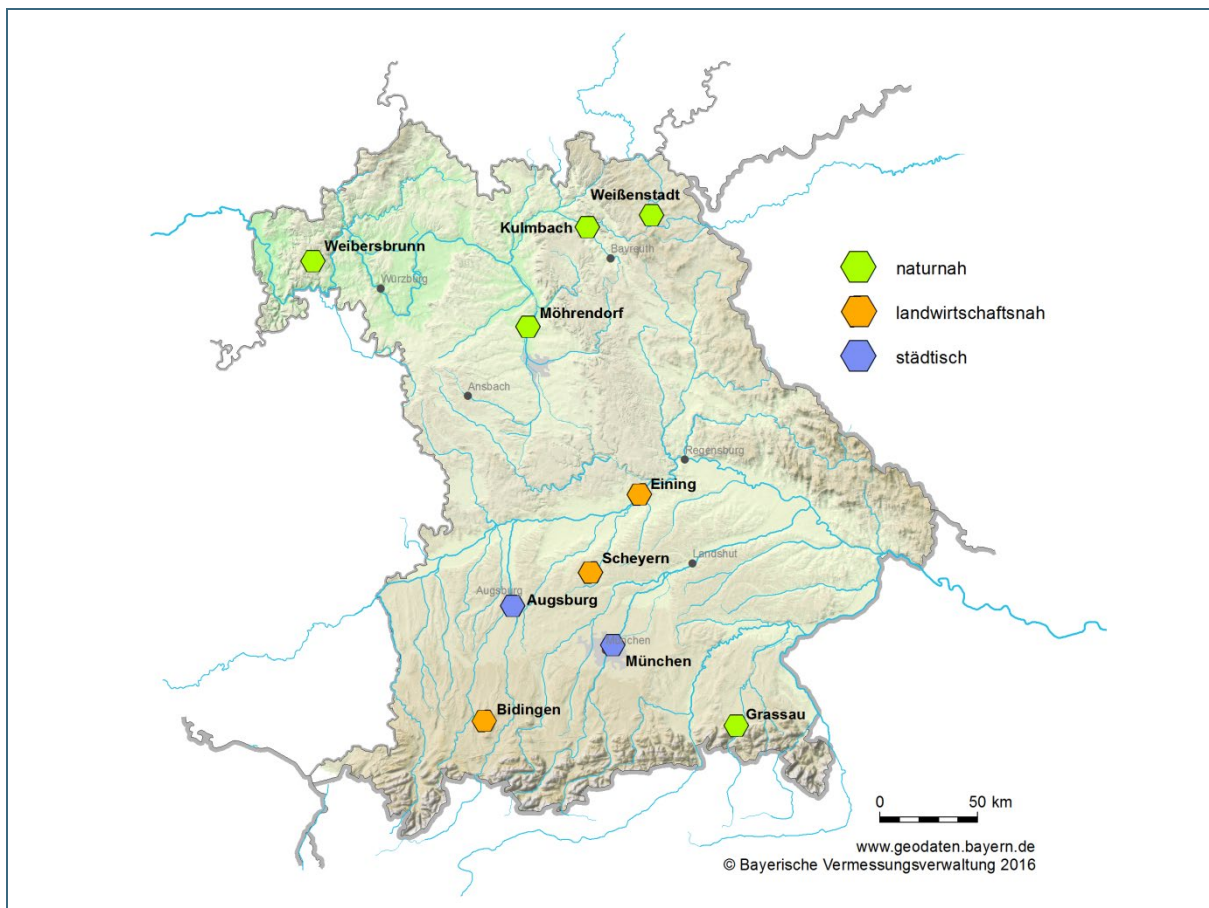 Weißenstadt
Kulmbach
Bayreuth
Weibersbrunn
Würzburg
naturnah
landwirtschaftsnah
städtisch
Möhrendorf
Ansbach
Regensburg
Eining
Scheyern
Landshut
Augsburg
Augsburg
München
Bidingen
Grassau
0 50 km
www.geodaten.bayern.de
© Bayerische Vermessungsverwaltung 2016